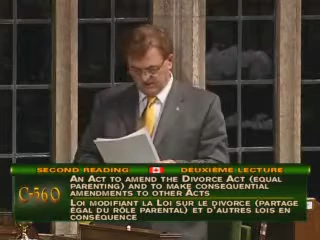 SECOND READING DEUXIÈME LECTURE
C-560
AN ACT TO AMEND THE DIVORCE ACT (EQUAL
PARENTING) AND TO MAKE CONSEQUENTIAL
AMENDMENTS TO OTHER ACTS
LOI MODIFIANT LA LOI SUR LE DIVORCE (PARTAGE
ÉGAL DU RÔLE PARENTAL) ET D'AUTRES LOIS EN
CONSÉQUENCE